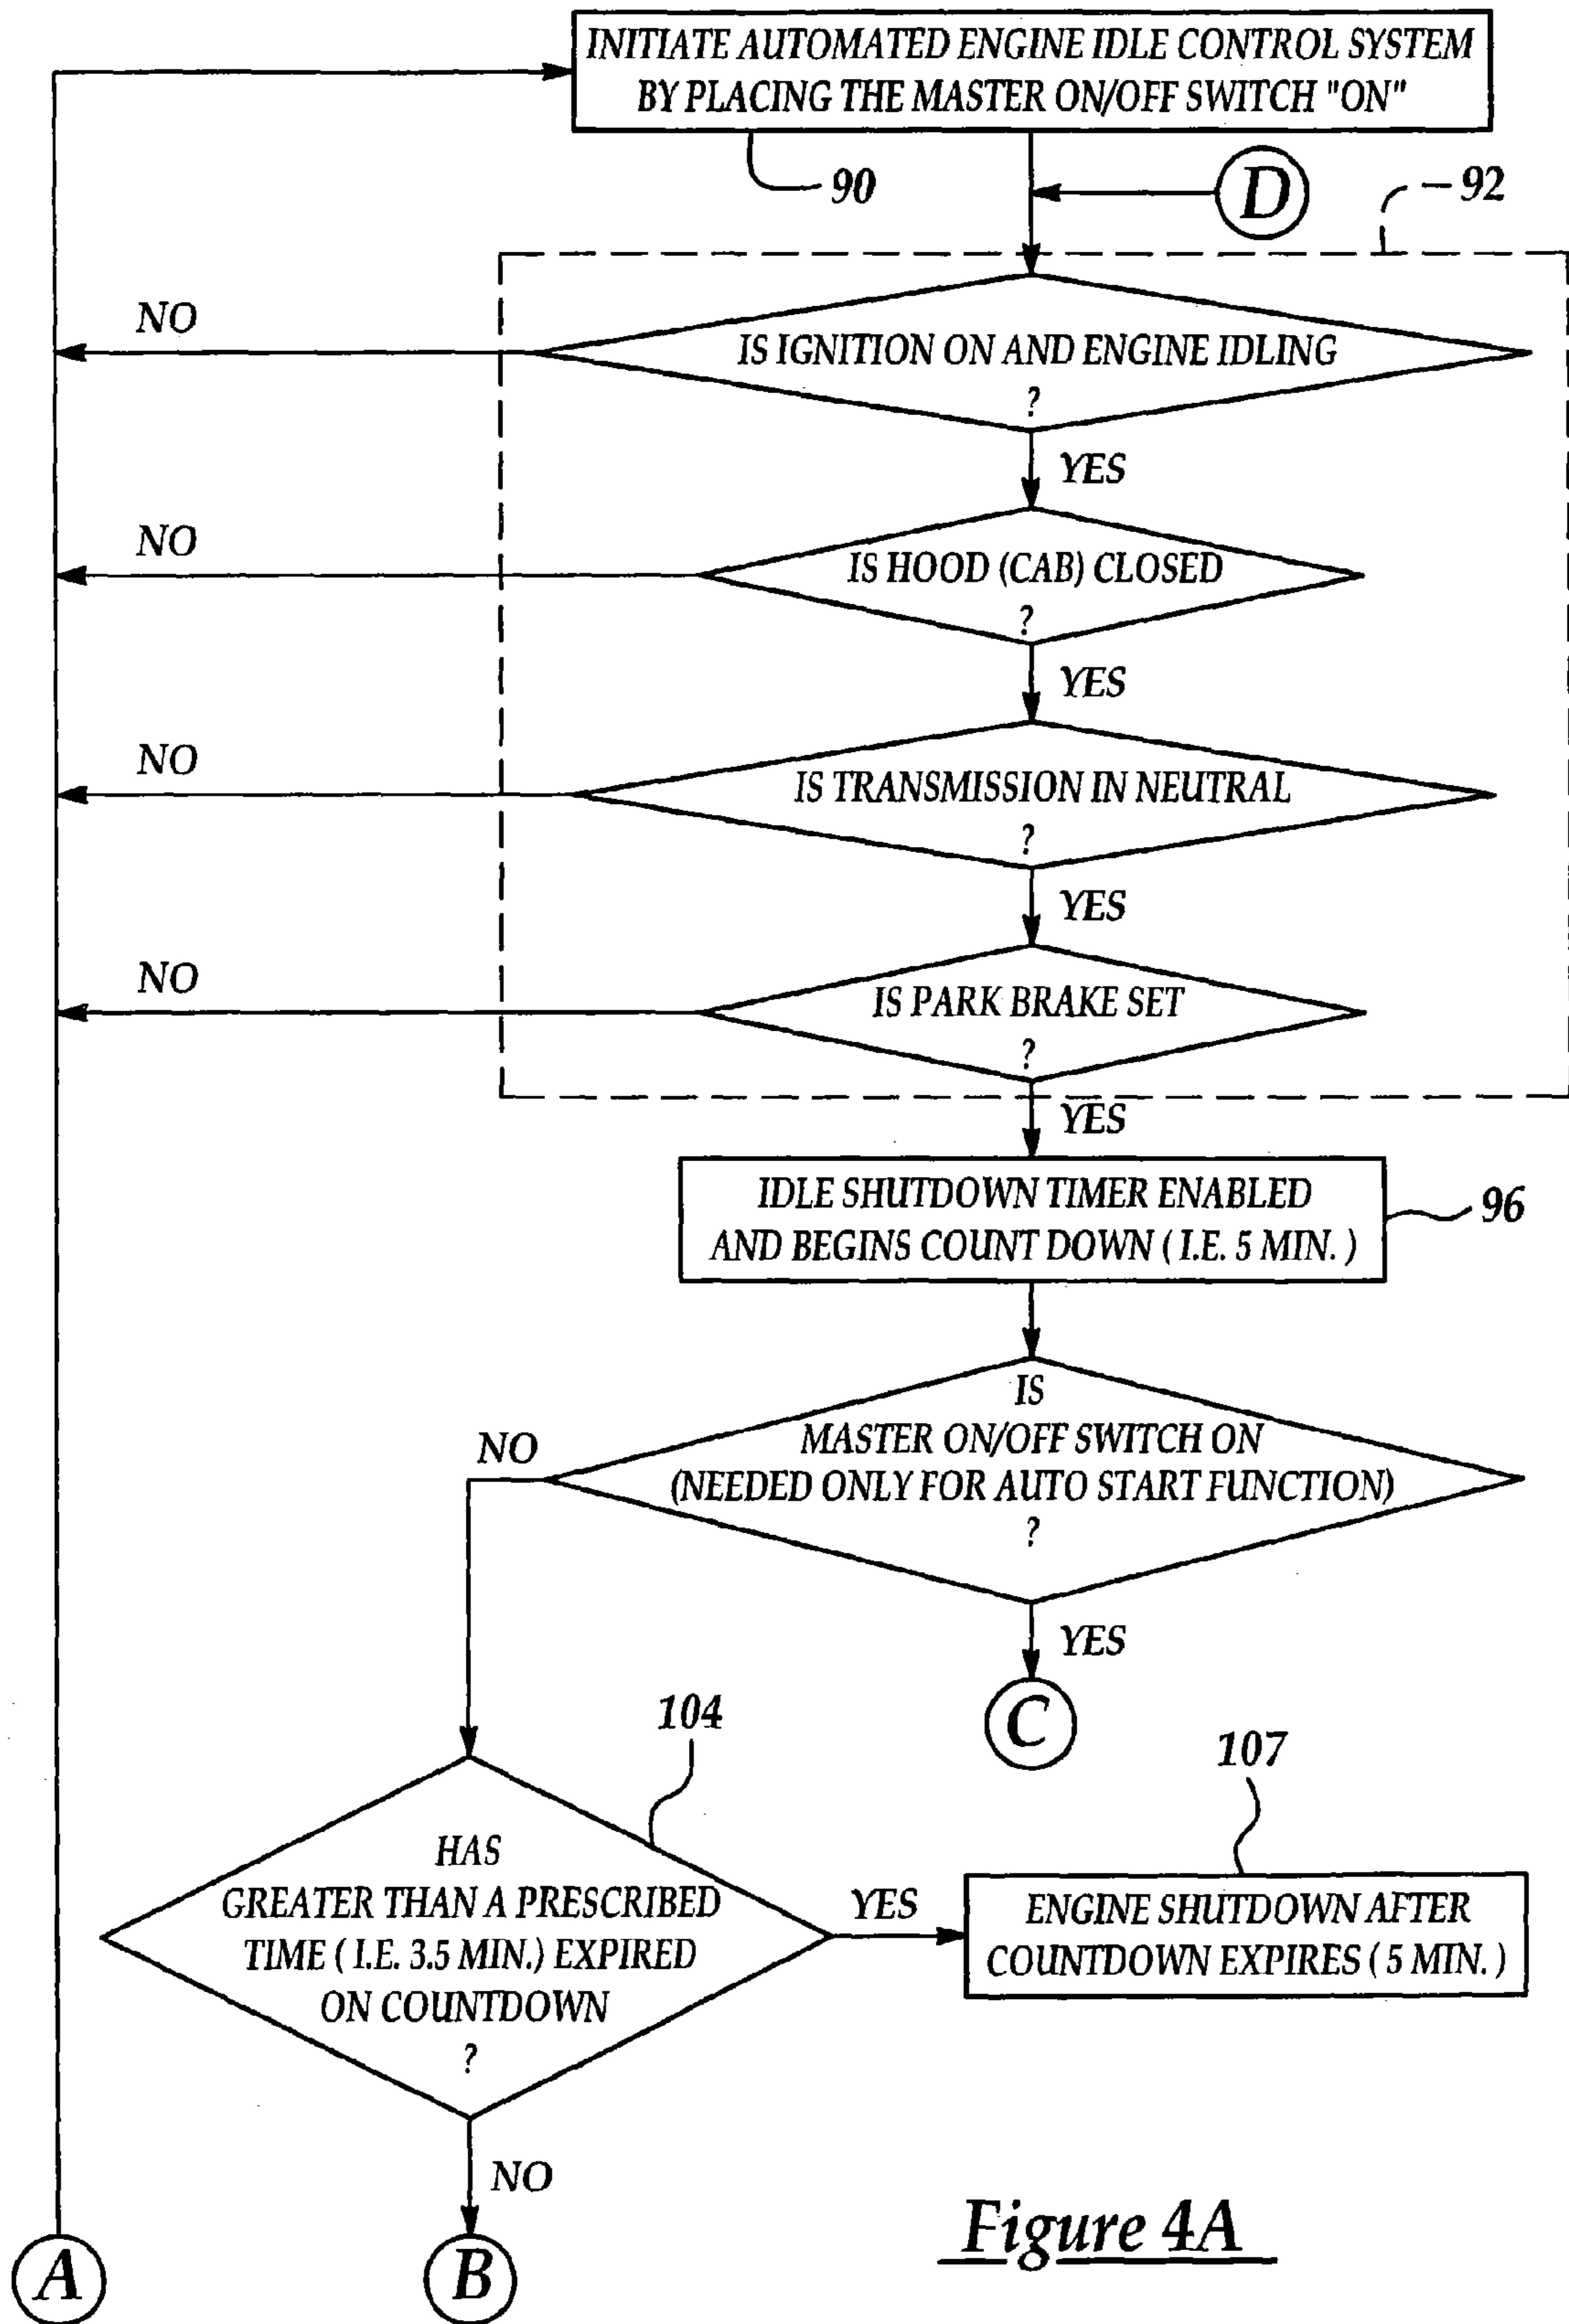 INITIATE AUTOMATED ENGINE IDLE CONTROL SYSTEM
BY PLACING THE MASTER ON/OFF SWITCH "ON"
90
D
92
NO
IS IGNITION ON AND ENGINE IDLING
?
YES
NO
IS HOOD (CAB) CLOSED
?
YES
NO
IS TRANSMISSION IN NEUTRAL
?
YES
NO
IS PARK BRAKE SET
?
YES
IDLE SHUTDOWN TIMER ENABLED
AND BEGINS COUNT DOWN ( I.E. 5 MIN. )
96
IS
MASTER ON/OFF SWITCH ON
(NEEDED ONLY FOR AUTO START FUNCTION)
?
NO
YES
C
104
107
HAS
GREATER THAN A PRESCRIBED
TIME ( I.E. 3.5 MIN.) EXPIRED
ON COUNTDOWN
?
YES
ENGINE SHUTDOWN AFTER
COUNTDOWN EXPIRES ( 5 MIN. )
NO
A
B
Figure 4A